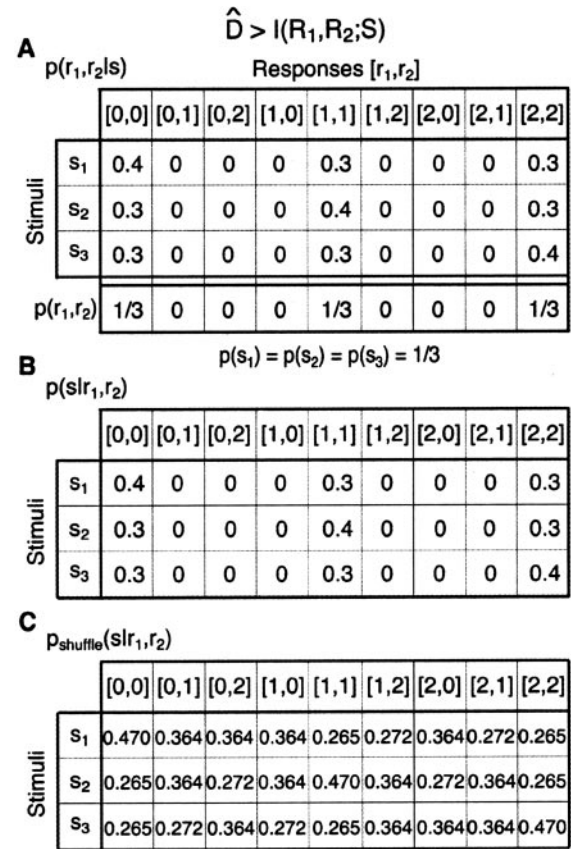 D̂ > I(R₁,R₂;S)
A
p(r₁,r₂|s) Responses [r₁,r₂]
[0,0] [0,1] [0,2] [1,0] [1,1] [1,2] [2,0] [2,1] [2,2]
Stimuli
s₁ 0.4 0 0 0 0.3 0 0 0 0.3
s₂ 0.3 0 0 0 0.4 0 0 0 0.3
s₃ 0.3 0 0 0 0.3 0 0 0 0.4
p(r₁,r₂) 1/3 0 0 0 1/3 0 0 0 1/3
p(s₁) = p(s₂) = p(s₃) = 1/3
B
p(s|r₁,r₂)
[0,0] [0,1] [0,2] [1,0] [1,1] [1,2] [2,0] [2,1] [2,2]
Stimuli
s₁ 0.4 0 0 0 0.3 0 0 0 0.3
s₂ 0.3 0 0 0 0.4 0 0 0 0.3
s₃ 0.3 0 0 0 0.3 0 0 0 0.4
C
pshuffle(s|r₁,r₂)
[0,0] [0,1] [0,2] [1,0] [1,1] [1,2] [2,0] [2,1] [2,2]
Stimuli
s₁ 0.470 0.364 0.364 0.364 0.265 0.272 0.364 0.272 0.265
s₂ 0.265 0.364 0.272 0.364 0.470 0.364 0.272 0.364 0.265
s₃ 0.265 0.272 0.364 0.272 0.265 0.364 0.364 0.364 0.470